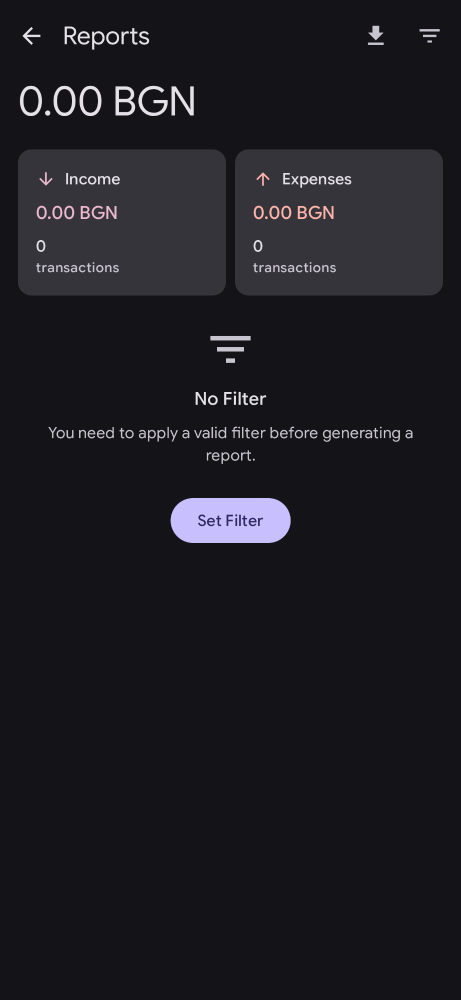 Reports
0.00 BGN
Income
0.00 BGN
0
transactions
Expenses
0.00 BGN
0
transactions
No Filter
You need to apply a valid filter before generating a
report.
Set Filter